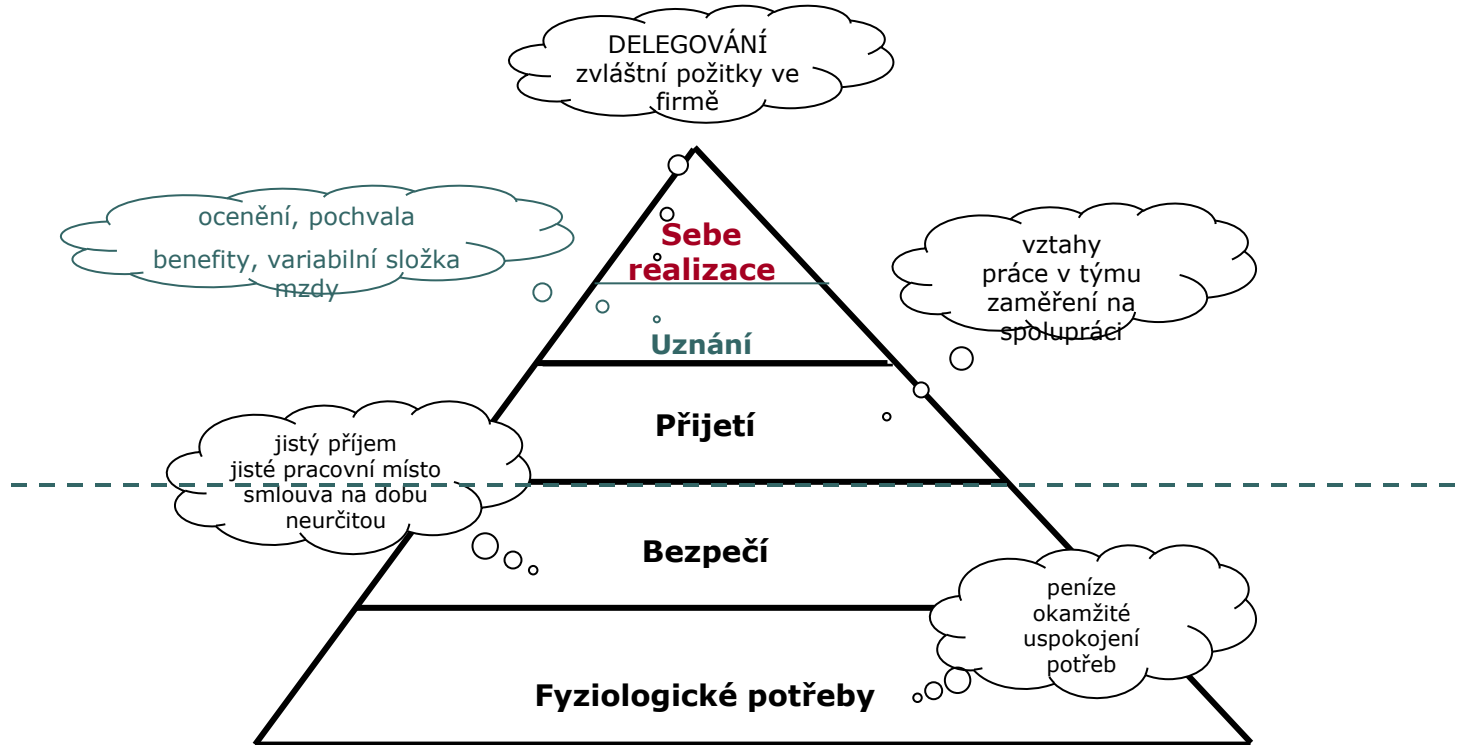 DELEGOVÁNÍ
zvláštní požitky ve
firmě
ocenění, pochvala
benefity, variabilní složka
mzdy
Sebe
realizace
vztahy
práce v týmu
zaměření na
spolupráci
Uznání
Přijetí
jistý příjem
jisté pracovní místo
smlouva na dobu
neurčitou
Bezpečí
peníze
okamžité
uspokojení
potřeb
Fyziologické potřeby